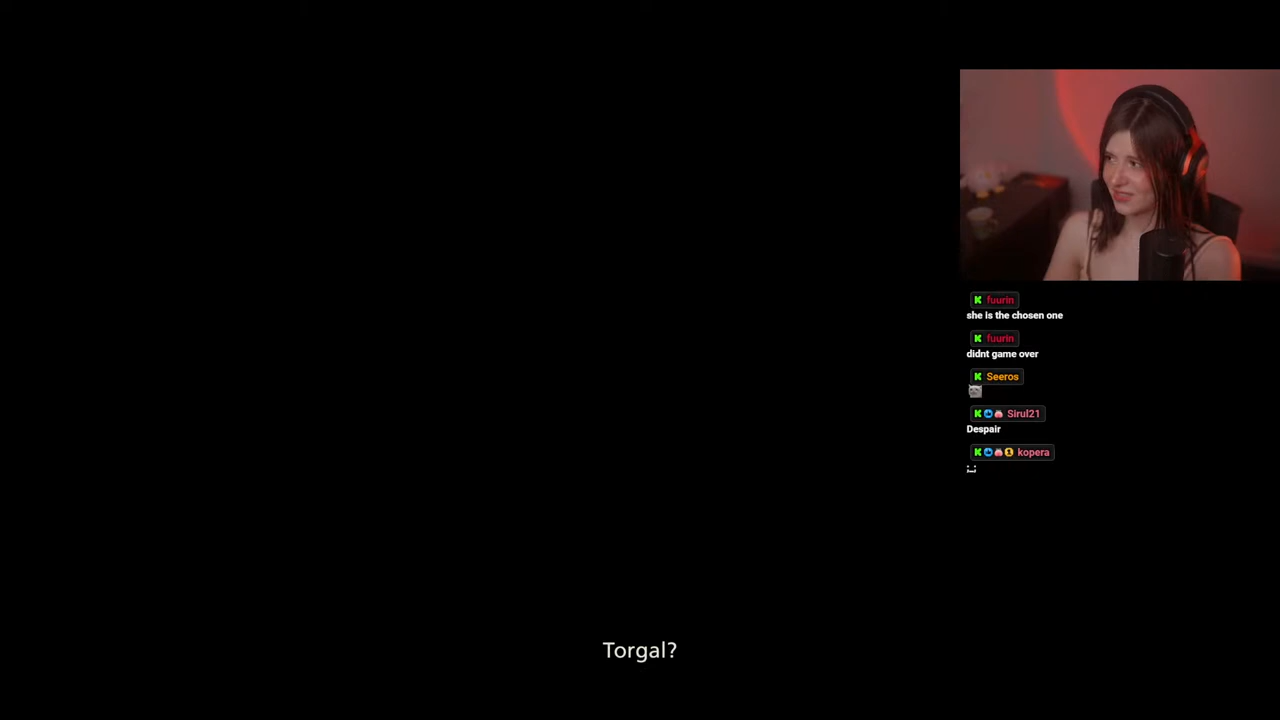 fuurin
she is the chosen one
fuurin
didnt game over
Seeros
Sirul21
Despair
kopera
;_;
Torgal?